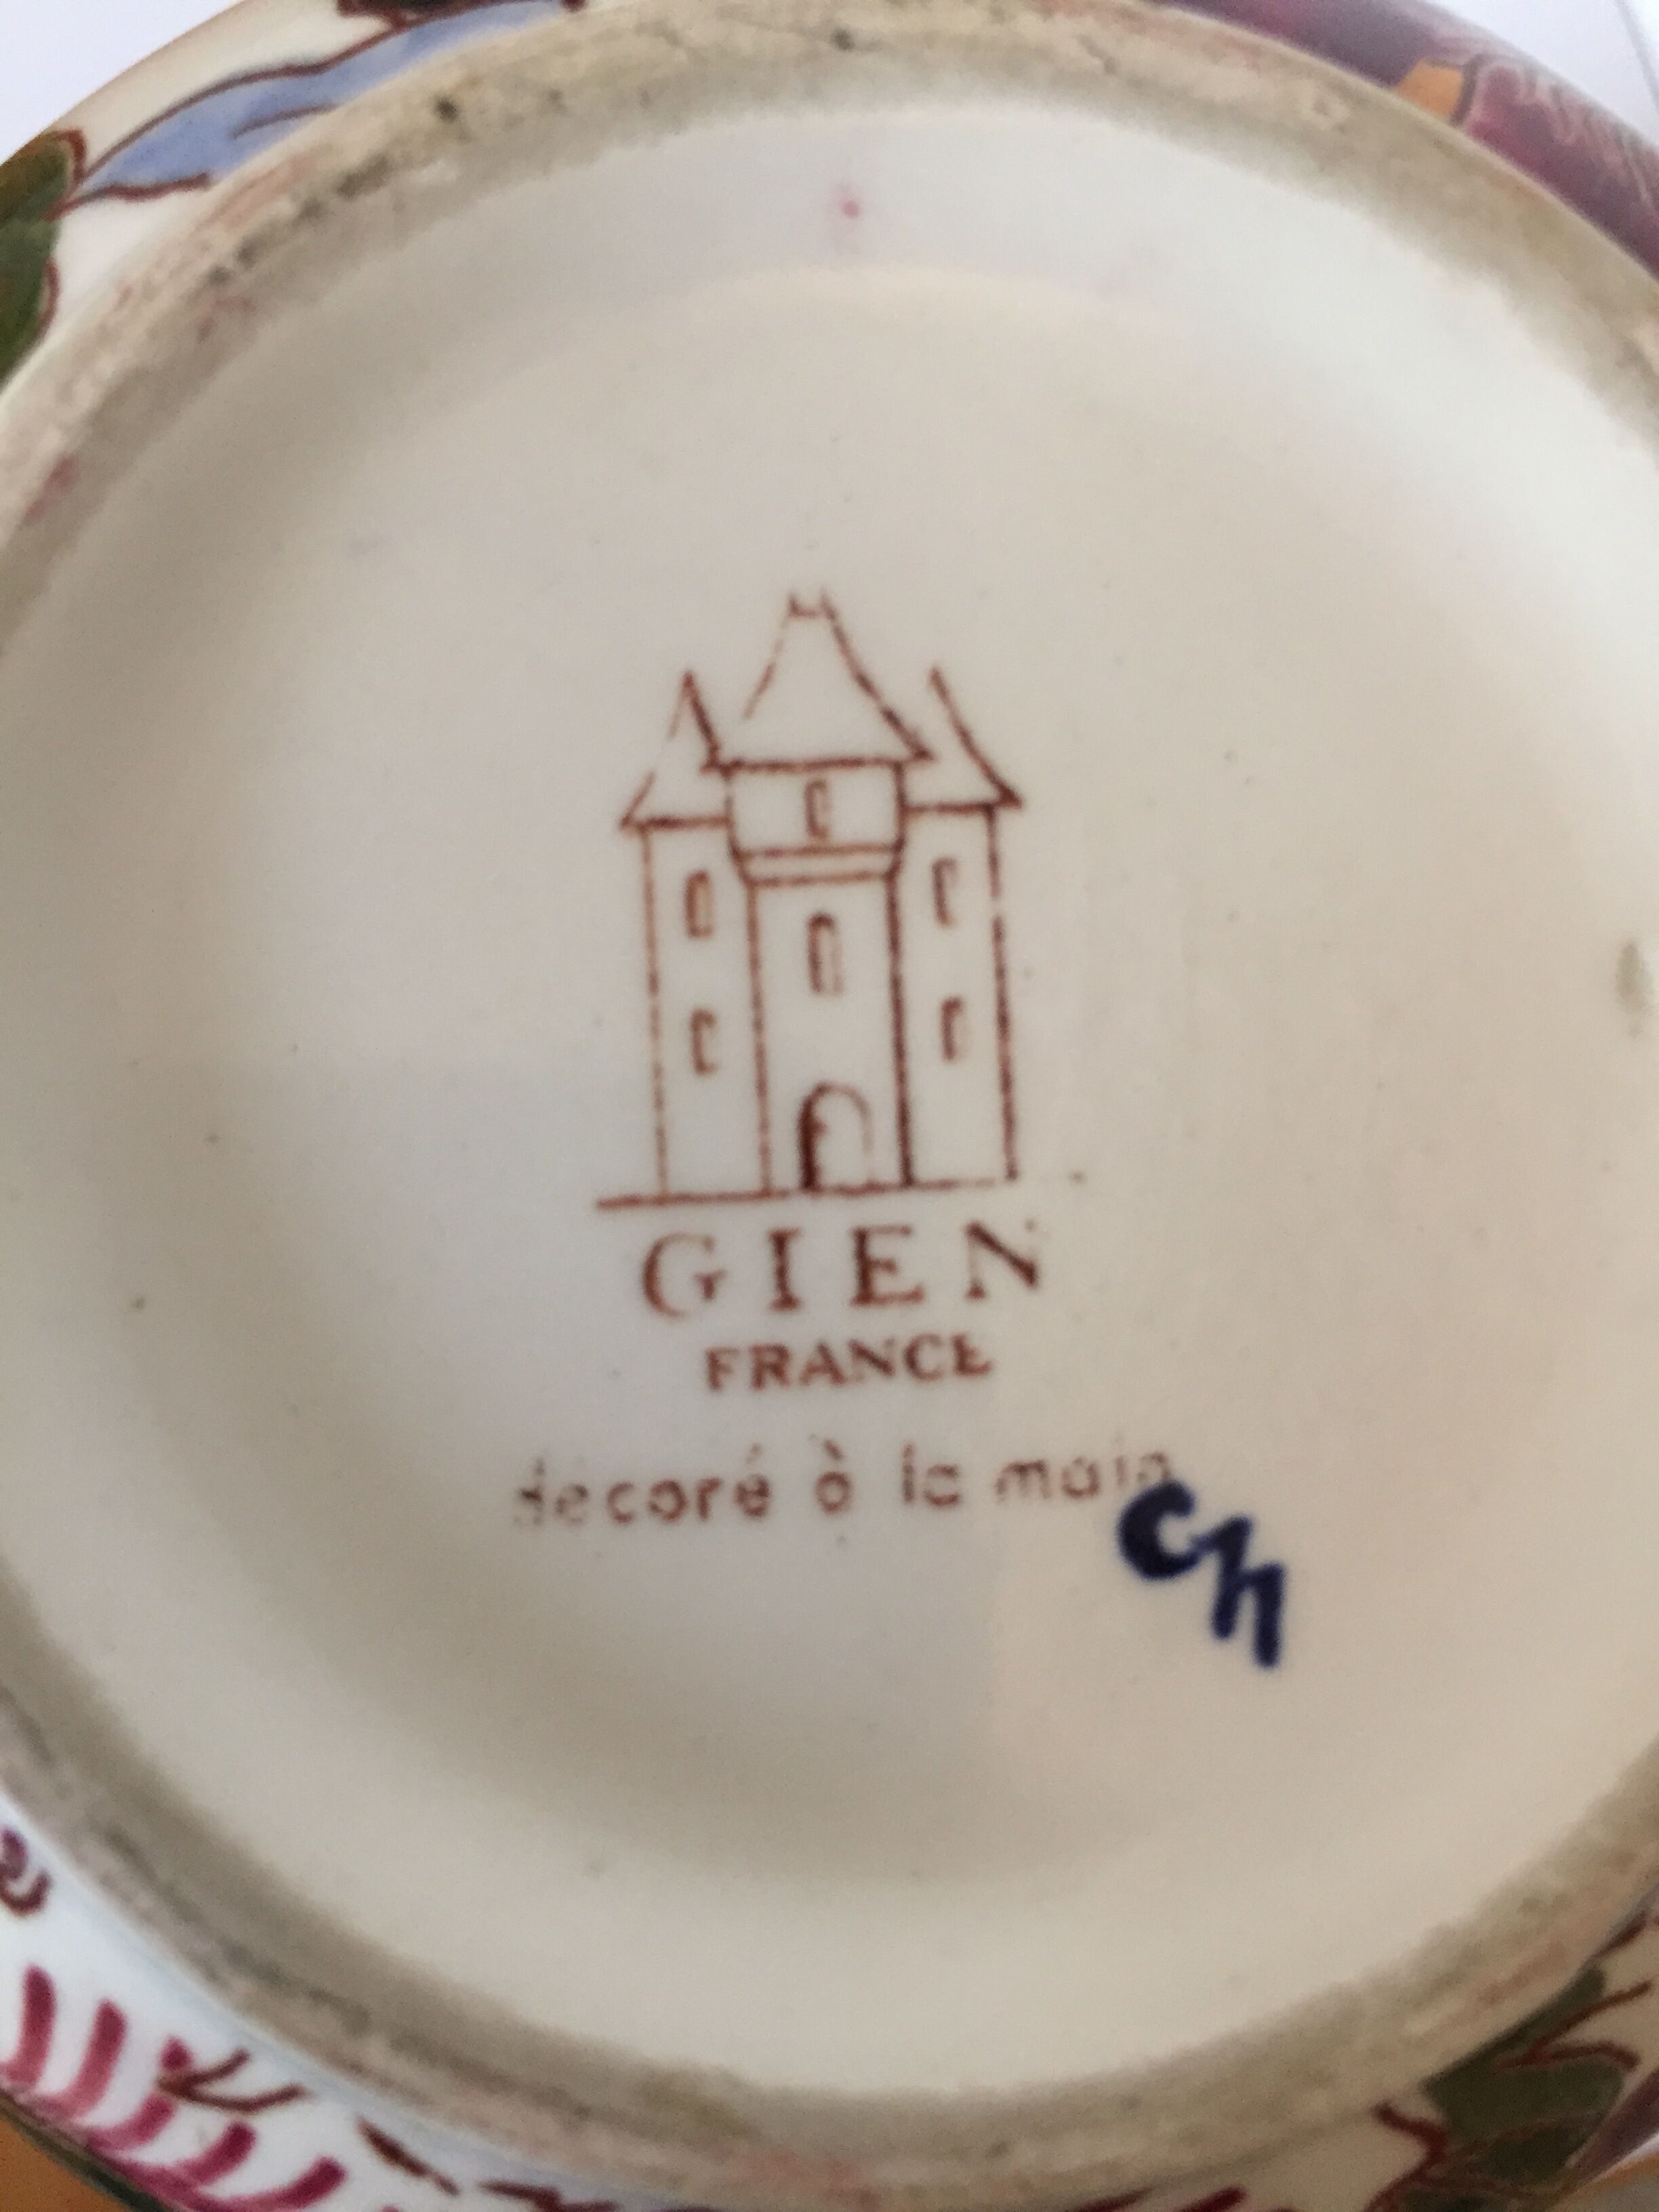 GIEN
FRANCE
décoré à la main
CH